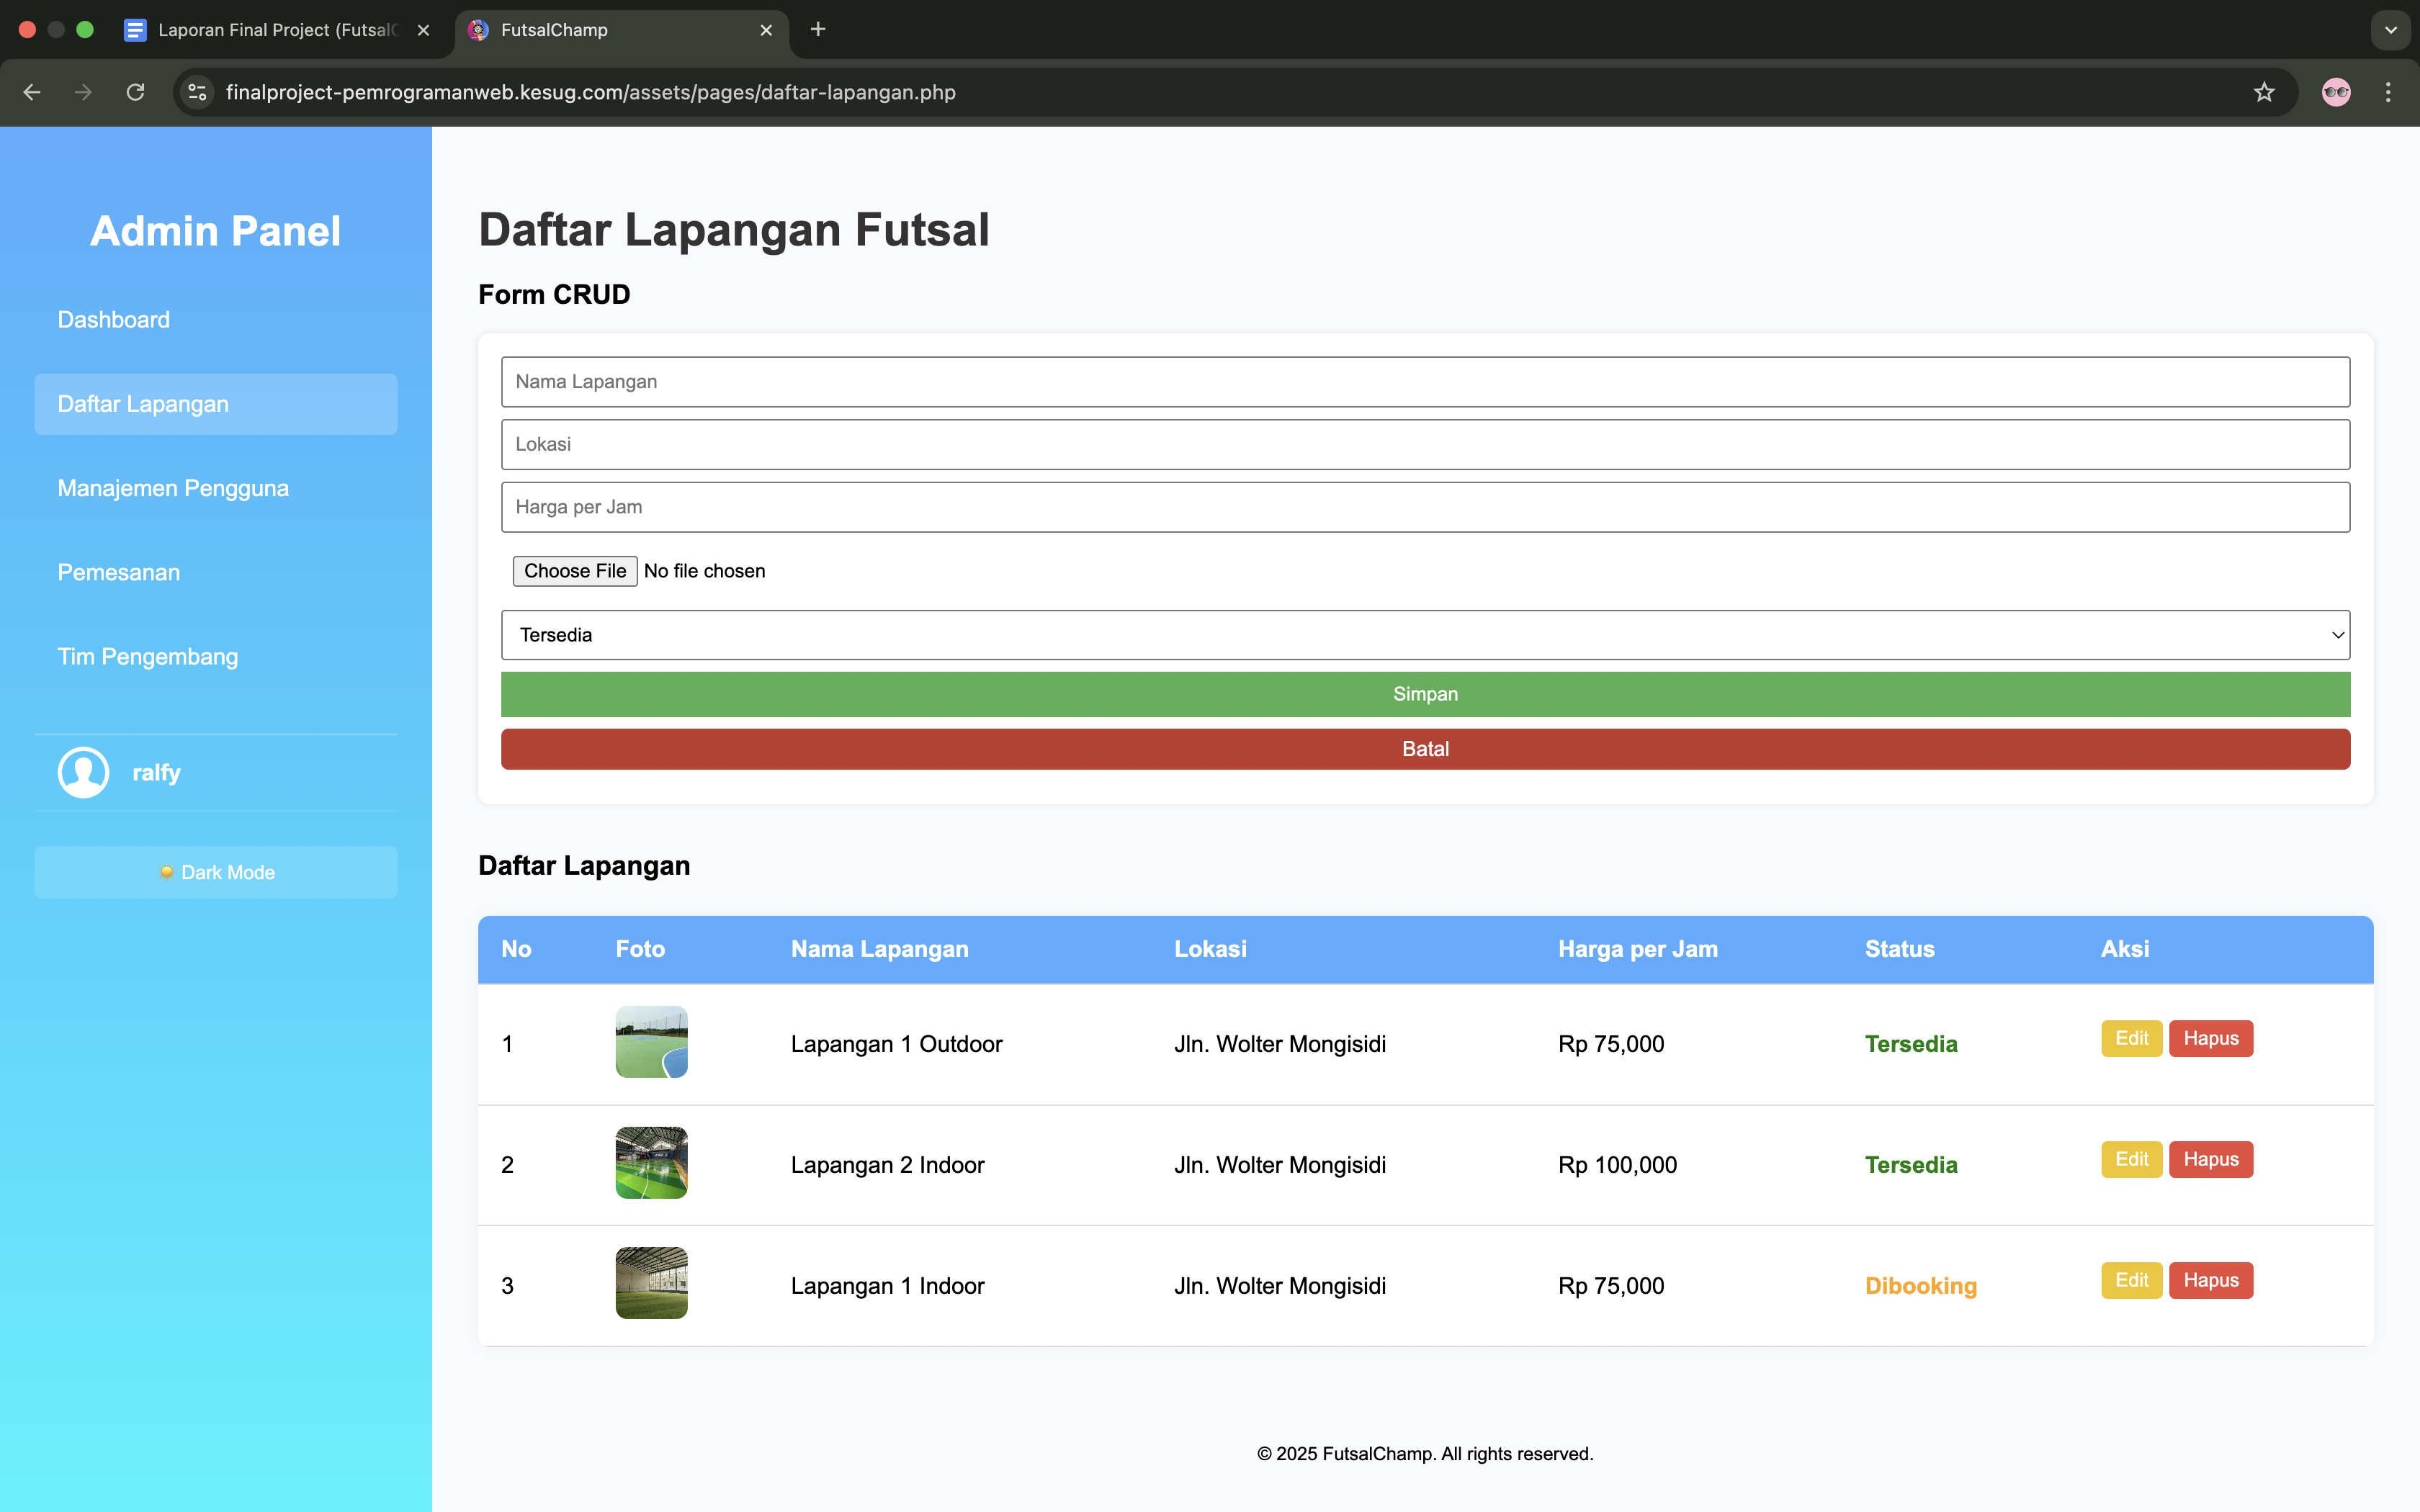 Laporan Final Project (Futsal
FutsalChamp
finalproject-pemrogramanweb.kesug.com/assets/pages/daftar-lapangan.php
Admin Panel
Dashboard
Daftar Lapangan
Manajemen Pengguna
Pemesanan
Tim Pengembang
ralfy
Dark Mode
Daftar Lapangan Futsal
Form CRUD
Nama Lapangan
Lokasi
Harga per Jam
Choose File No file chosen
Tersedia
Simpan
Batal
Daftar Lapangan
No Foto Nama Lapangan Lokasi Harga per Jam Status Aksi
1 Lapangan 1 Outdoor Jln. Wolter Mongisidi Rp 75,000 Tersedia Edit Hapus
2 Lapangan 2 Indoor Jln. Wolter Mongisidi Rp 100,000 Tersedia Edit Hapus
3 Lapangan 1 Indoor Jln. Wolter Mongisidi Rp 75,000 Dibooking Edit Hapus
© 2025 FutsalChamp. All rights reserved.